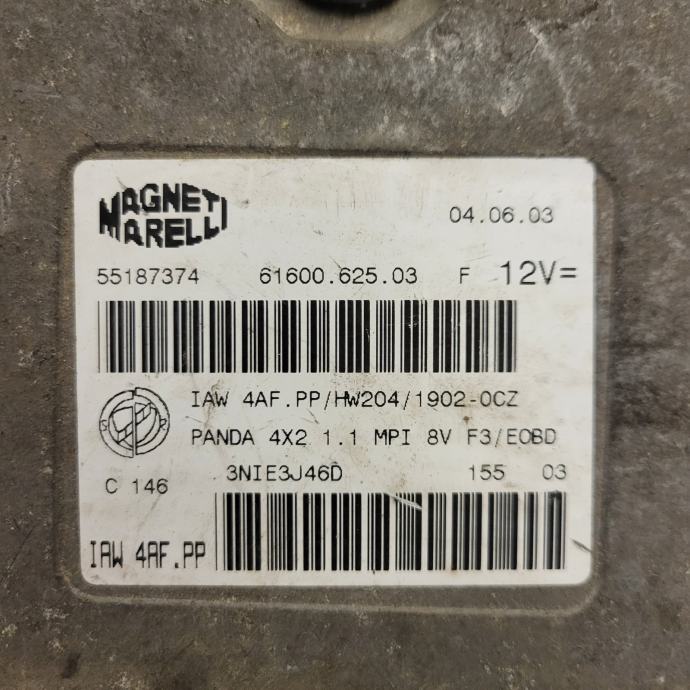 MAGNETI
MARELLI
04.06.03
55187374 61600.625.03 F 12V=
IAW 4AF.PP/HW204/1902-0CZ
PANDA 4X2 1.1 MPI 8V F3/EOBD
C 146 3NIE3J46D 155 03
IAW 4AF.PP